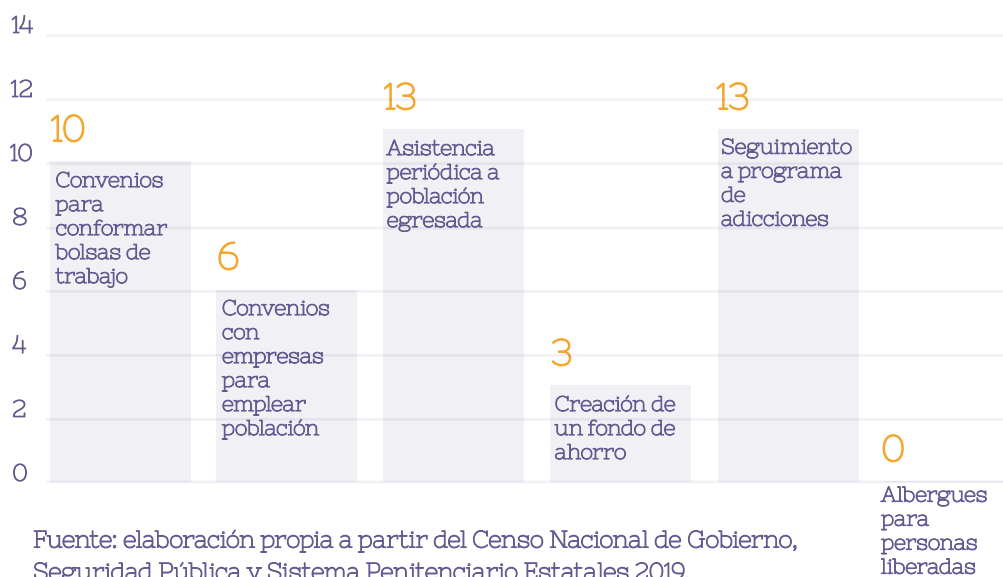 14
12
10
8
6
4
2
0
10
Convenios
para
conformar
bolsas de
trabajo
6
Convenios
con
empresas
para
emplear
población
13
Asistencia
periódica a
población
egresada
3
Creación de
un fondo de
ahorro
13
Seguimiento
a programa
de
adicciones
0
Albergues
para
personas
liberadas
Fuente: elaboración propia a partir del Censo Nacional de Gobierno,
Seguridad Pública y Sistema Penitenciario Estatales 2019